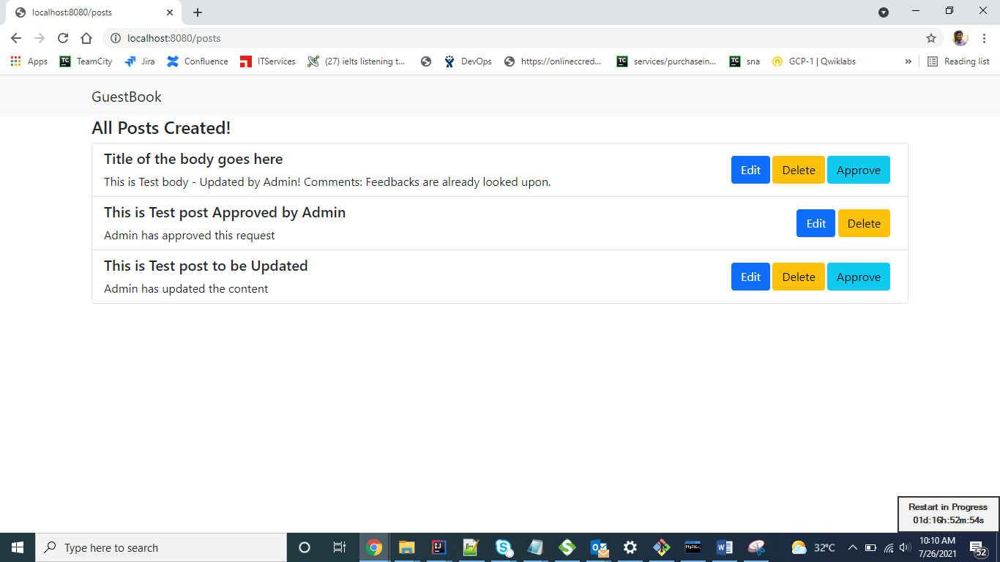 localhost:8080/posts
localhost:8080/posts
Apps TeamCity Jira Confluence ITServices (27) ielts listening t... DevOps https://onlineccred... services/purchasein... sna GCP-1 | Qwiklabs » Reading list
GuestBook
All Posts Created!
Title of the body goes here
This is Test body - Updated by Admin! Comments: Feedbacks are already looked upon.
Edit Delete Approve
This is Test post Approved by Admin
Admin has approved this request
Edit Delete
This is Test post to be Updated
Admin has updated the content
Edit Delete Approve
Restart in Progress
01d:16h:52m:54s
Type here to search
32°C
10:10 AM
7/26/2021
52